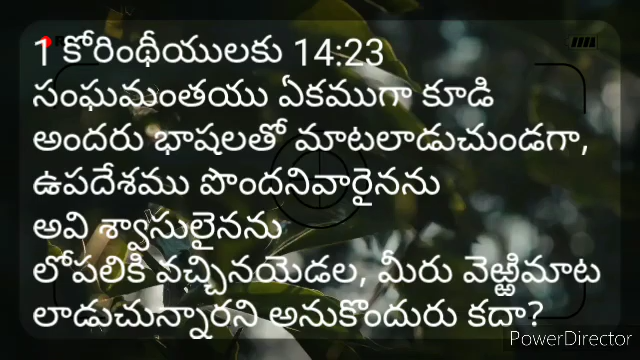 1 కోరింథీయులకు 14:23
సంఘమంతయు ఏకముగా కూడి
అందరు భాషలతో మాటలాడుచుండగా,
ఉపదేశము పొందనివారైనను
అవి శ్వాసులైనను
లోపలికి వచ్చినయెడల, మీరు వెఱ్ఱిమాట
లాడుచున్నారని అనుకొందురు కదా?
PowerDirector